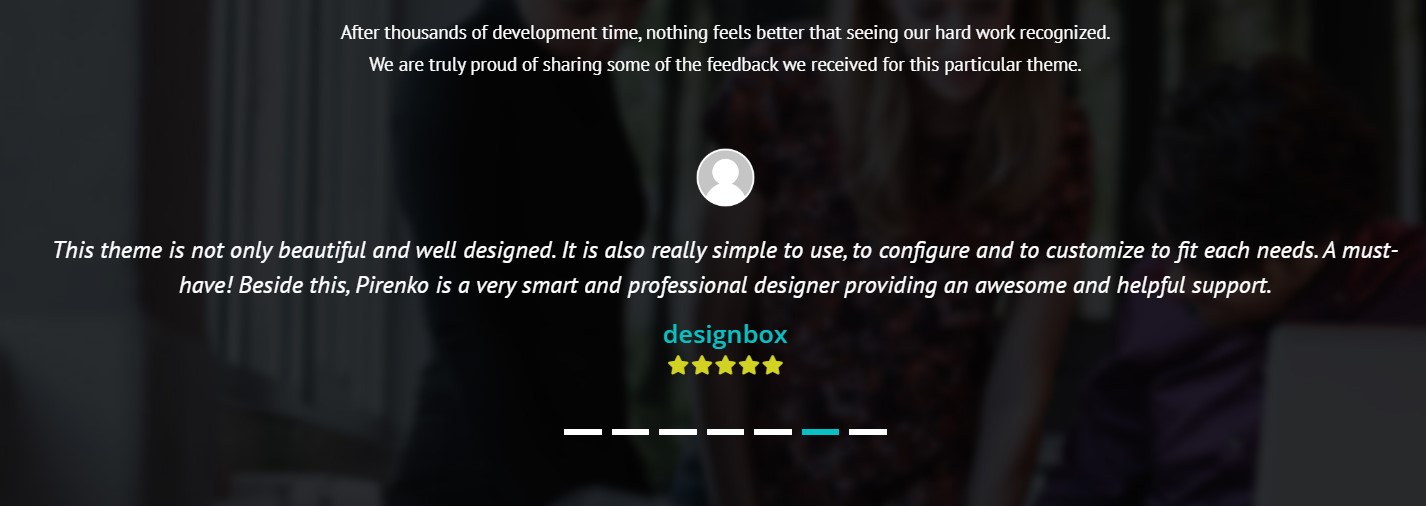 After thousands of development time, nothing feels better that seeing our hard work recognized.
We are truly proud of sharing some of the feedback we received for this particular theme.
This theme is not only beautiful and well designed. It is also really simple to use, to configure and to customize to fit each needs. A must-
have! Beside this, Pirenko is a very smart and professional designer providing an awesome and helpful support.
designbox